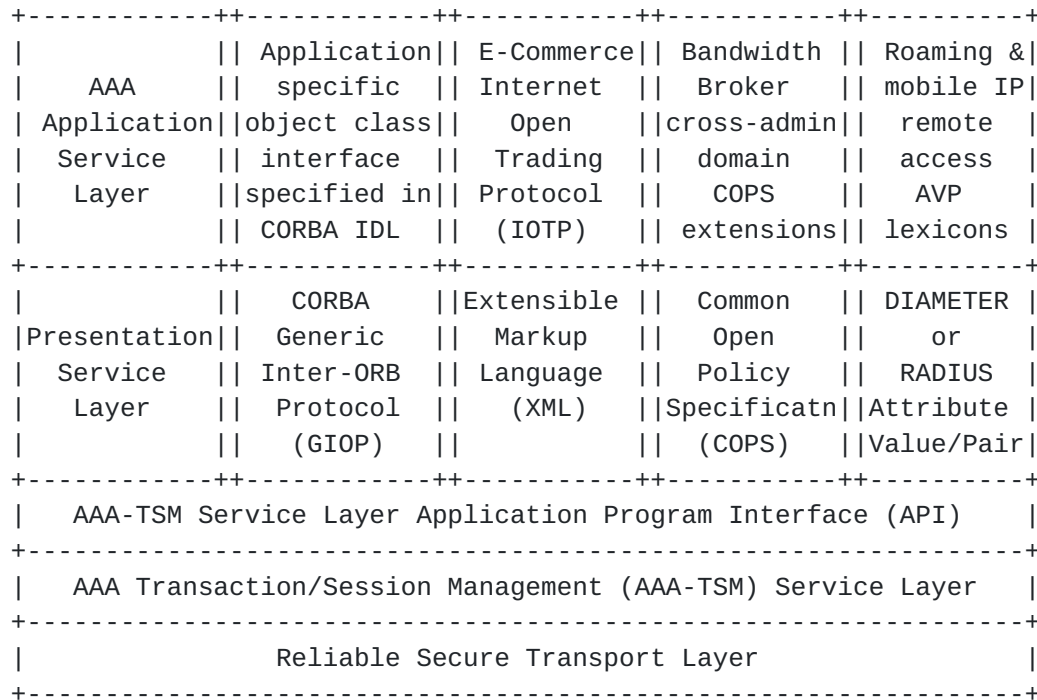 +------------++------------++-----------++-----------++----------+
|            || Application|| E-Commerce|| Bandwidth || Roaming &|
|    AAA     ||  specific  || Internet  ||  Broker   || mobile IP|
| Application||object class||   Open    ||cross-admin||  remote  |
|  Service   || interface  ||  Trading  ||  domain   ||  access  |
|   Layer    ||specified in|| Protocol  ||   COPS    ||   AVP    |
|            || CORBA IDL  ||  (IOTP)   || extensions|| lexicons |
+------------++------------++-----------++-----------++----------+
|            ||   CORBA    ||Extensible ||  Common   || DIAMETER |
|Presentation||  Generic   ||  Markup   ||   Open    ||    or    |
|  Service   || Inter-ORB  || Language  ||  Policy   ||  RADIUS  |
|   Layer    ||  Protocol  ||   (XML)   ||Specificatn||Attribute |
|            ||   (GIOP)   ||           ||  (COPS)   ||Value/Pair|
+------------++------------++-----------++-----------++----------+
|   AAA-TSM Service Layer Application Program Interface (API)    |
+----------------------------------------------------------------+
|   AAA Transaction/Session Management (AAA-TSM) Service Layer   |
+----------------------------------------------------------------+
|                Reliable Secure Transport Layer                 |
+----------------------------------------------------------------+